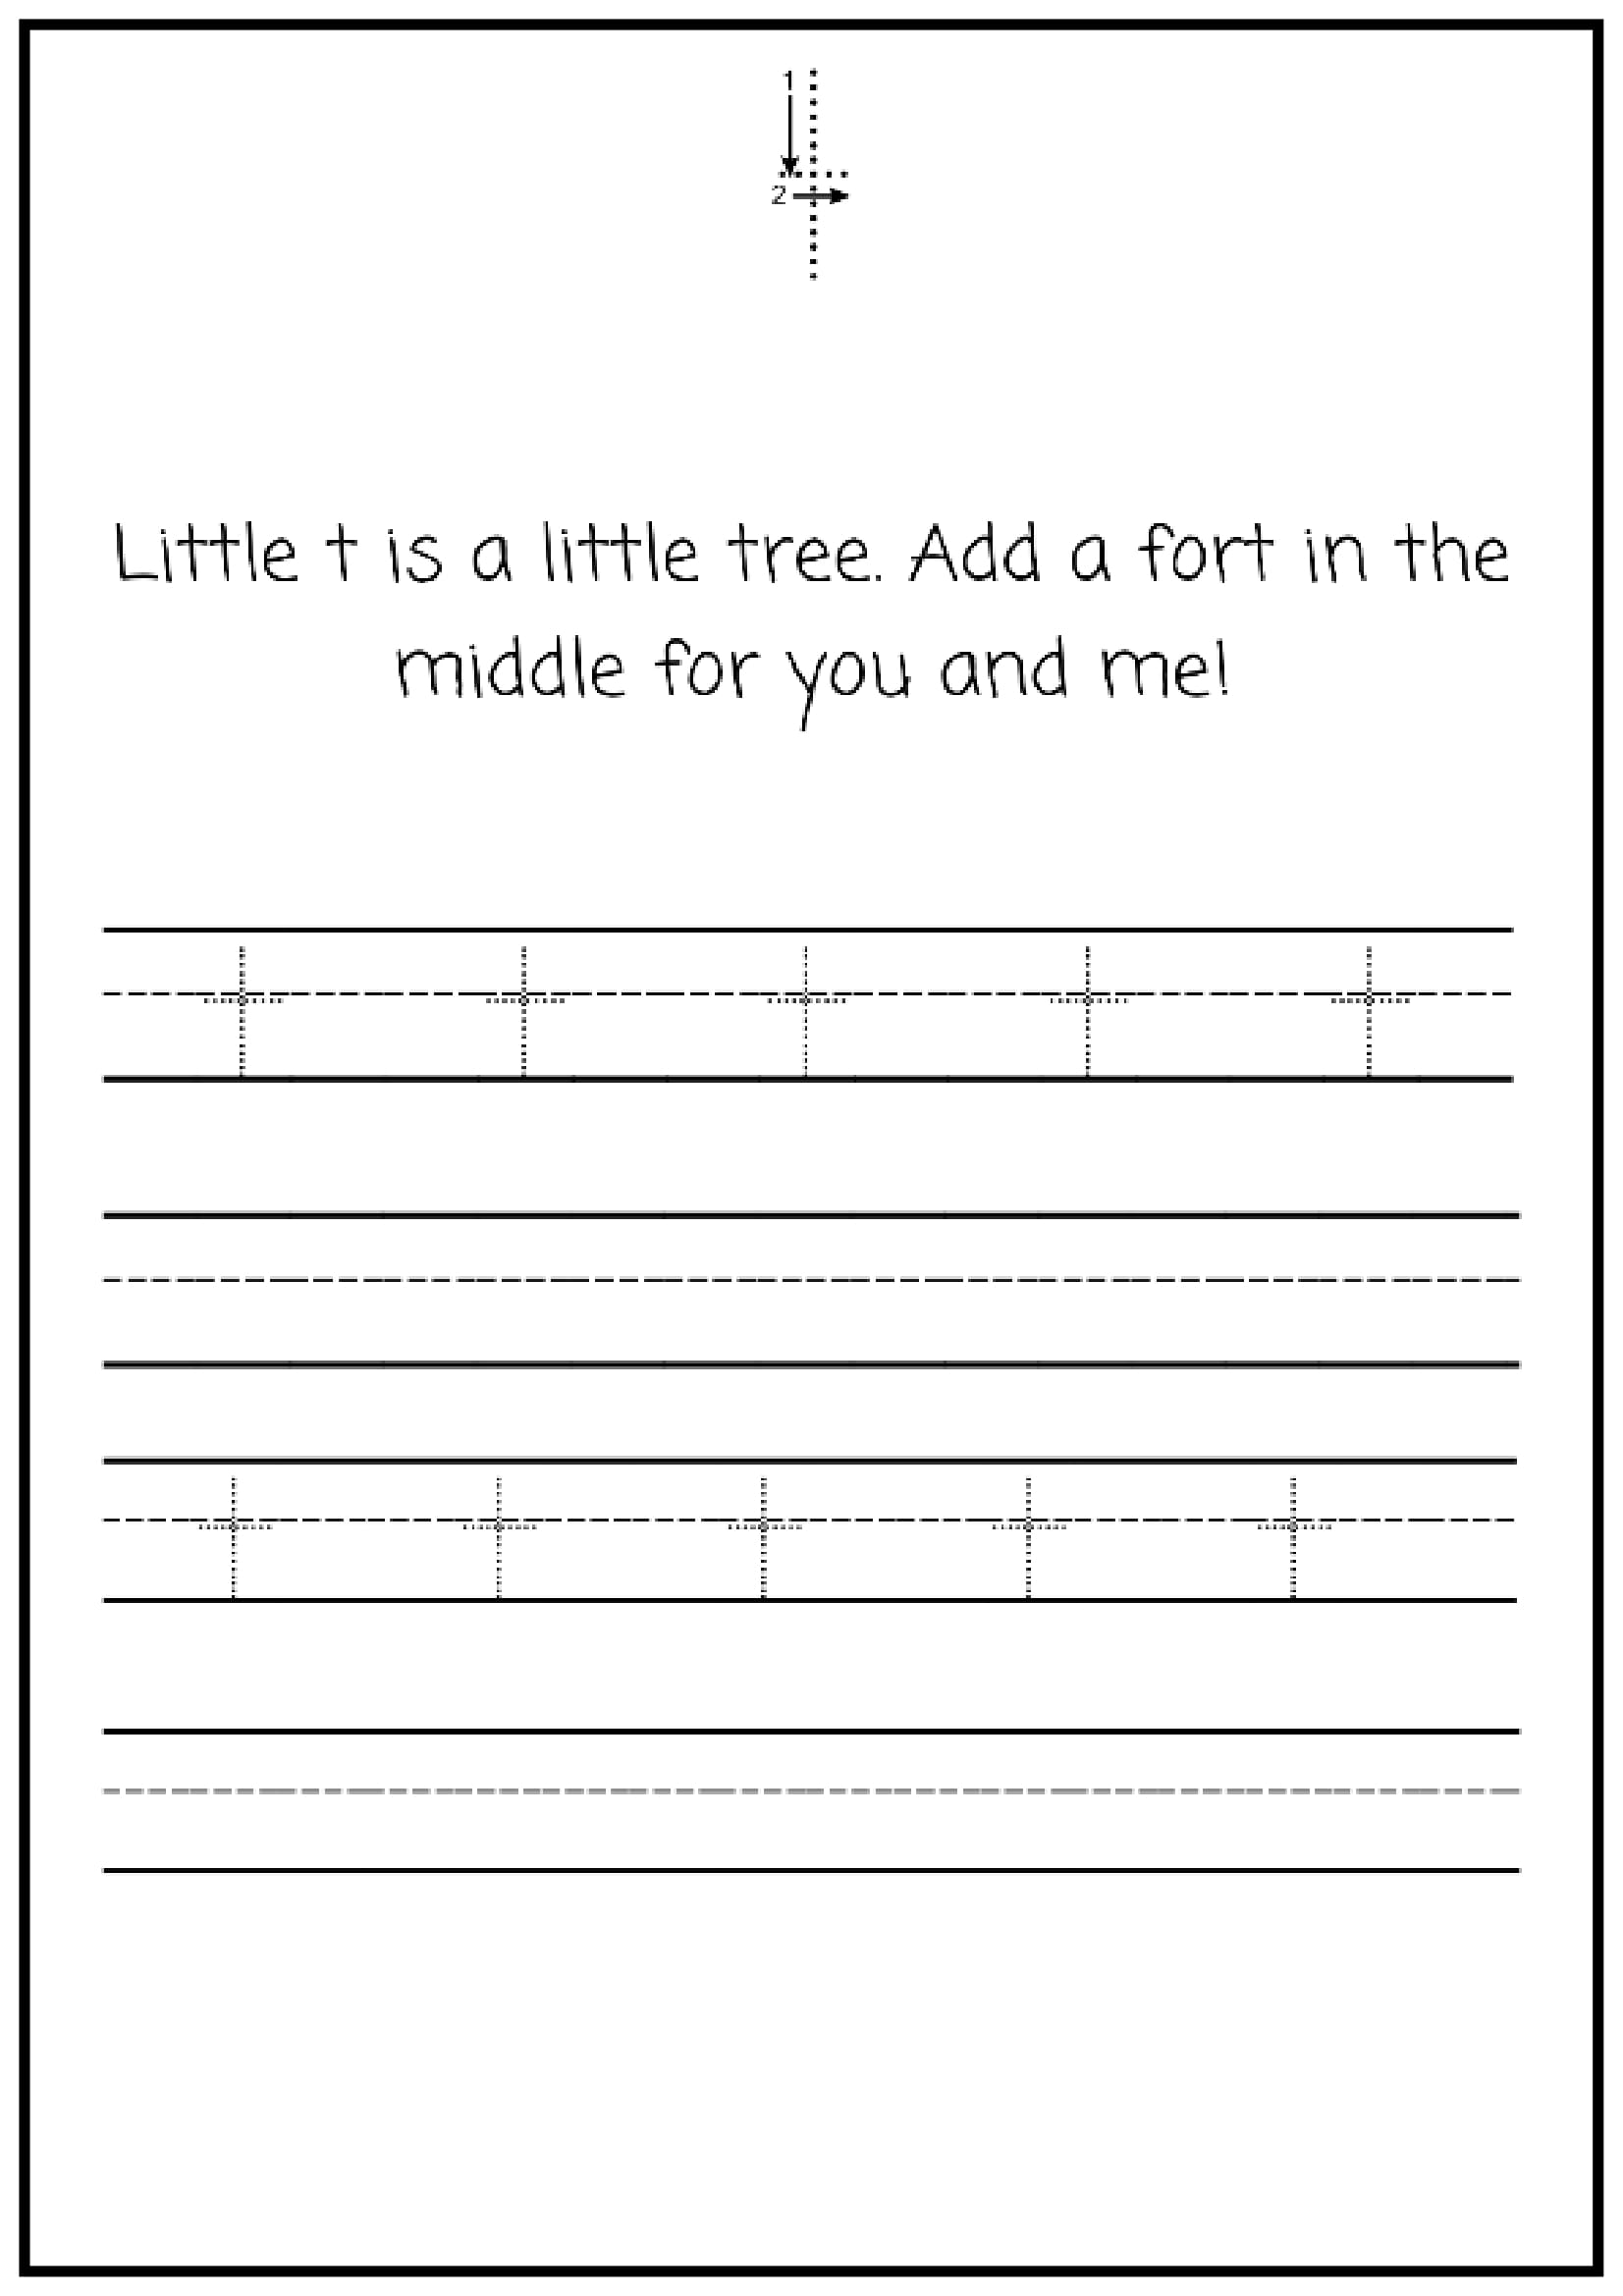 1
2
Little t is a little tree. Add a fort in the
middle for you and me!
t t t t t
t t t t t